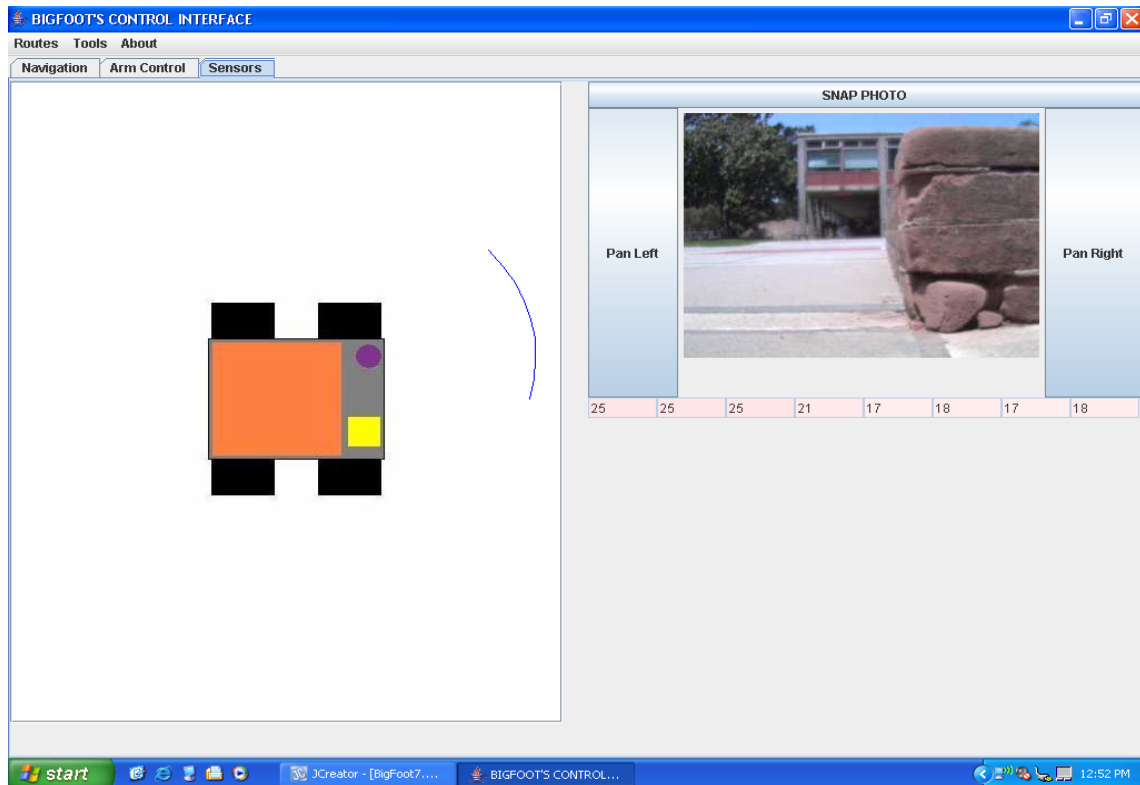 BIGFOOT'S CONTROL INTERFACE
Routes Tools About
Navigation Arm Control Sensors
SNAP PHOTO
Pan Left Pan Right
25 25 25 21 17 18 17 18
start JCreator - [BigFoot7.... BIGFOOT'S CONTROL... 12:52 PM